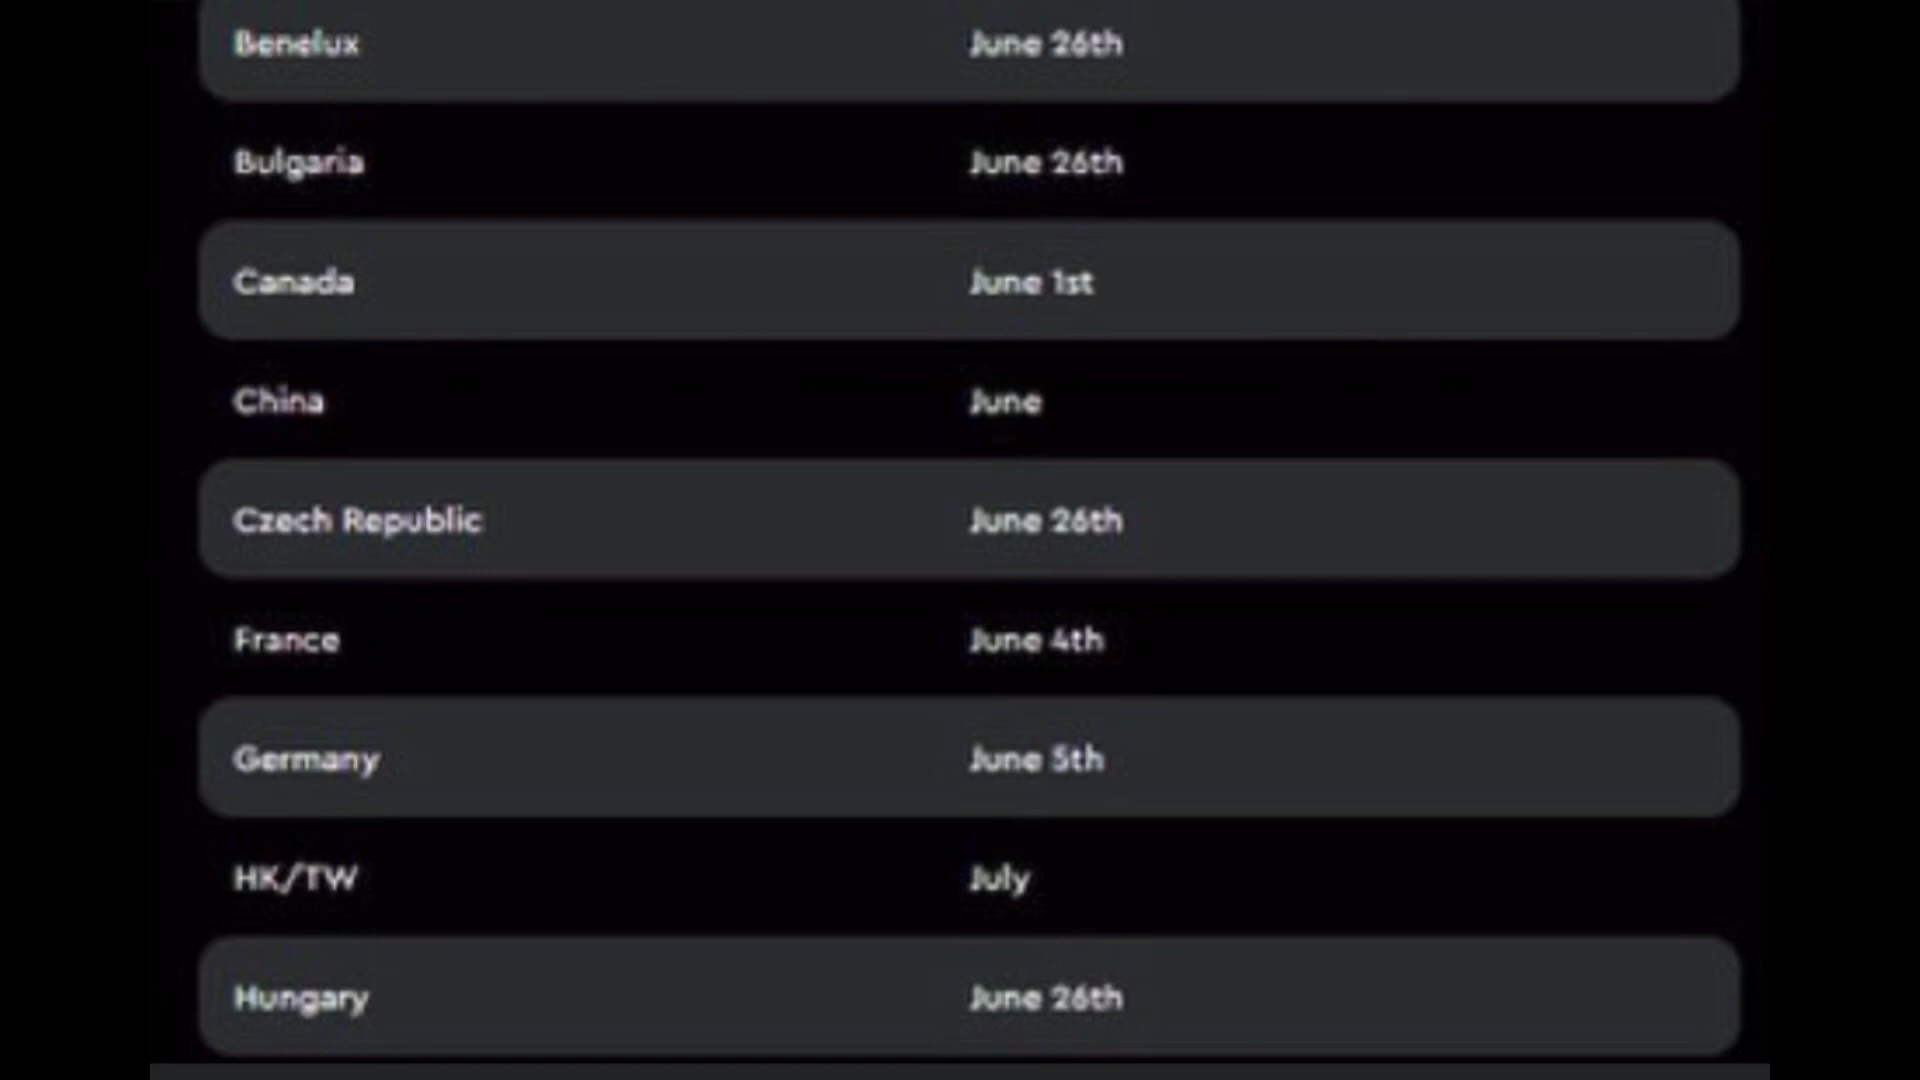 Benelux June 26th
Bulgaria June 26th
Canada June 1st
China June
Czech Republic June 26th
France June 4th
Germany June 5th
HK/TW July
Hungary June 26th